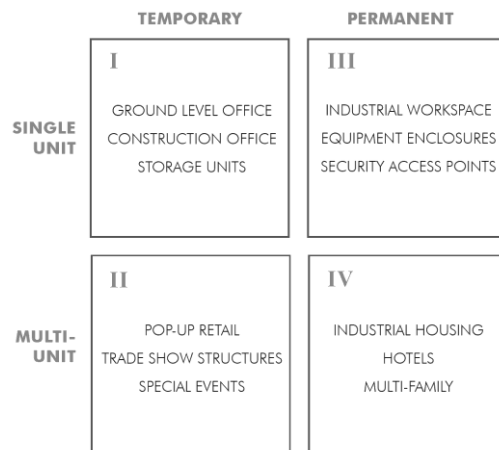 TEMPORARY
PERMANENT
SINGLE
UNIT
I
GROUND LEVEL OFFICE
CONSTRUCTION OFFICE
STORAGE UNITS
III
INDUSTRIAL WORKSPACE
EQUIPMENT ENCLOSURES
SECURITY ACCESS POINTS
MULTI-
UNIT
II
POP-UP RETAIL
TRADE SHOW STRUCTURES
SPECIAL EVENTS
IV
INDUSTRIAL HOUSING
HOTELS
MULTI-FAMILY